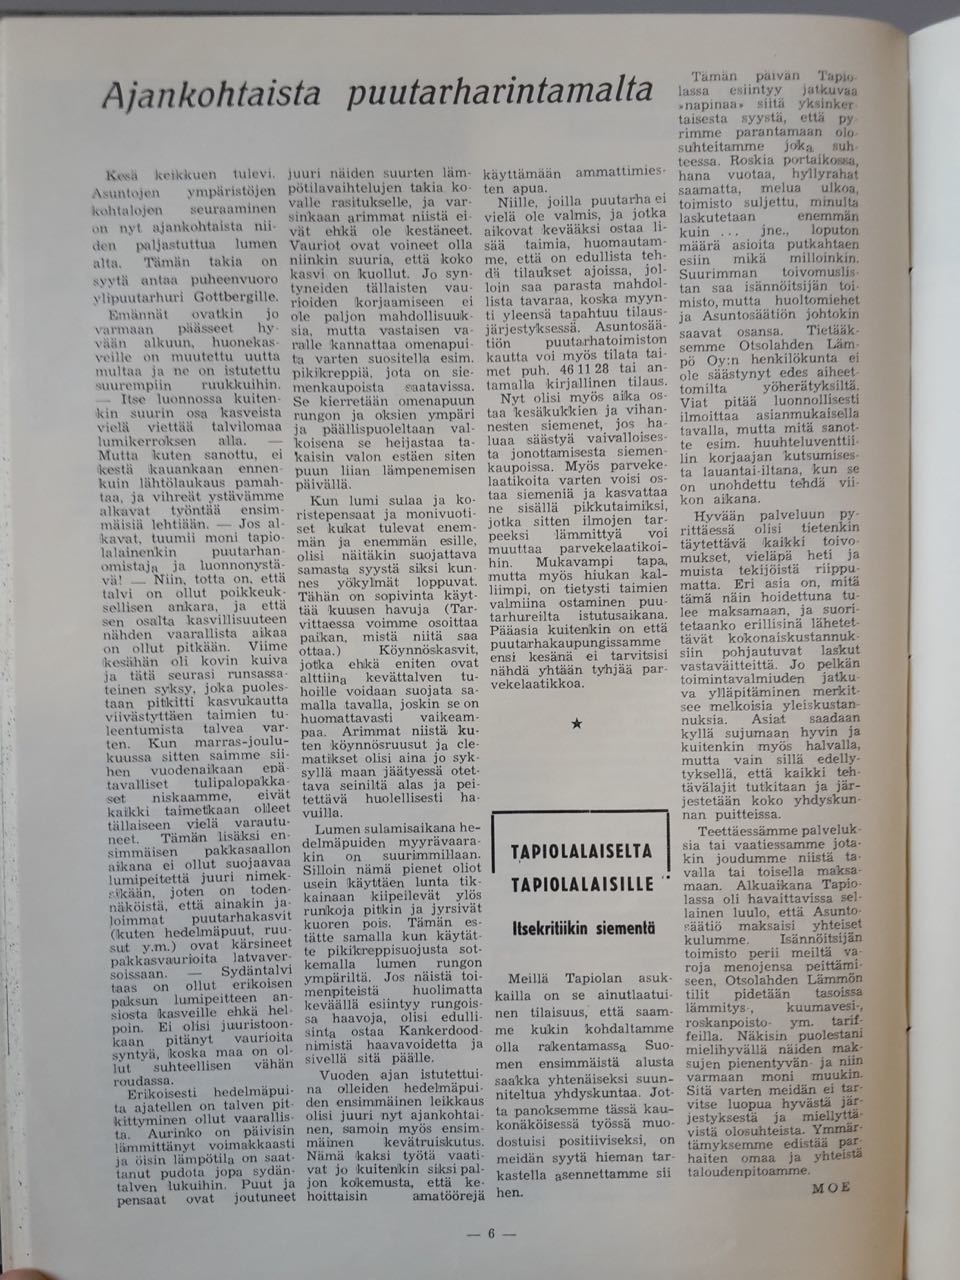 Ajankohtaista puutarharintamalta
Kesä keikkuen tulevi.
Asuntojen ympäristöjen
kohtalojen seuraaminen
on nyt ajankohtaista nii-
den paljastuttua lumen
alta. Tämän takia on
syytä antaa puheenvuoro
ylipuutarhuri Gottbergille.
Emännät ovatkin jo
varmaan päässeet hy-
vään alkuun, huonekas-
veille on muutettu uutta
multaa ja ne on istutettu
suurempiin ruukkuihin.
— Itse luonnossa kuiten-
kin suurin osa kasveista
vielä viettää talvilomaa
lumikerroksen alla. —
Mutta kuten sanottu, ei
kestä kauankaan ennen-
kuin lähtölaukaus pamah-
taa, ja vihreät ystävämme
alkavat työntää ensim-
mäisiä lehtiään. — Jos al-
kavat, tuumii moni tapio-
lalainenkin puutarhan-
omistaja ja luonnonystä-
vä! — Niin, totta on, että
talvi on ollut poikkeuk-
sellisen ankara, ja että
sen osalta kasvillisuuteen
nähden vaarallista aikaa
on ollut pitkään. Viime
kesähän oli kovin kuiva
ja tätä seurasi runsassa-
teinen syksy, joka puoles-
taan pitkitti kasvukautta
viivästyttäen taimien tu-
leentumista talvea var-
ten. Kun marras-joulu-
kuussa sitten saimme sii-
hen vuodenaikaan epä-
tavalliset tulipalopakka-
set niskaamme, eivät
kaikki taimetkaan olleet
tällaiseen vielä varautu-
neet. Tämän lisäksi en-
simmäisen pakkasaallon
aikana ei ollut suojaavaa
lumipeitettä juuri nimek-
sikään, joten on toden-
näköistä, että ainakin ja-
loimmat puutarhakasvit
(kuten hedelmäpuut, ruu-
sut y.m.) ovat kärsineet
pakkasvaurioita latvaver-
soissaan. — Sydäntalvi
taas on ollut erikoisen
paksun lumipeitteen an-
siosta kasveille ehkä hel-
poin. Ei olisi juuristoon-
kaan pitänyt vaurioita
syntyä, koska maa on ol-
lut suhteellisen vähän
roudassa.
Erikoisesti hedelmäpui-
ta ajatellen on talven pit-
kittyminen ollut vaarallis-
ta. Aurinko on päivisin
lämmittänyt voimakkaasti
ja öisin lämpötila on saat-
tanut pudota jopa sydän-
talven lukuihin. Puut ja
pensaat ovat joutuneet
juuri näiden suurten läm-
pötilavaihtelujen takia ko-
valle rasitukselle, ja var-
sinkaan arimmat niistä ei-
vät ehkä ole kestäneet.
Vauriot ovat voineet olla
niinkin suuria, että koko
kasvi on kuollut. Jo syn-
tyneiden tällaisten vau-
rioiden korjaamiseen ei
ole paljon mahdollisuuk-
sia, mutta vastaisen va-
ralle kannattaa omenapui-
ta varten suositella esim.
pikikreppiä, jota on sie-
menkaupoista saatavissa.
Se kierretään omenapuun
rungon ja oksien ympäri
ja päällispuoleltaan val-
koisena se heijastaa ta-
kaisin valon estäen siten
puun liian lämpenemisen
päivällä.
Kun lumi sulaa ja ko-
ristepensaat ja monivuoti-
set kukat tulevat enem-
män ja enemmän esille,
olisi näitäkin suojattava
samasta syystä siksi kun-
nes yökylmät loppuvat.
Tähän on sopivinta käyt-
tää kuusen havuja (Tar-
vittaessa voimme osoittaa
paikan, mistä niitä saa
ottaa.) Köynnöskasvit,
jotka ehkä eniten ovat
alttiina kevättalven tu-
hoille voidaan suojata sa-
malla tavalla, joskin se on
huomattavasti vaikeam-
paa. Arimmat niistä ku-
ten köynnösruusut ja cle-
matikset olisi aina jo syk-
syllä maan jäätyessä otet-
tava seiniltä alas ja pei-
tettävä huolellisesti ha-
vuilla.
Lumen sulamisaikana he-
delmäpuiden myyrävaara-
kin on suurimmillaan.
Silloin nämä pienet oliot
usein käyttäen lunta tik-
kainaan kiipeilevät ylös
runkoja pitkin ja jyrsivät
kuoren pois. Tämän es-
tätte samalla kun käytät-
te pikikreppisuojusta sot-
kemalla lumen rungon
ympäriltä. Jos näistä toi-
menpiteistä huolimatta
keväällä esiintyy rungois-
sa haavoja, olisi edulli-
sinta ostaa Kankerdood-
nimistä haavavoidetta ja
sivellä sitä päälle.
Vuoden ajan istutettui-
na olleiden hedelmäpui-
den ensimmäinen leikkaus
olisi juuri nyt ajankohtai-
nen, samoin myös ensim-
mäinen kevätruiskutus.
Nämä kaksi työtä vaati-
vat jo kuitenkin siksi pal-
jon kokemusta, että ke-
hoittaisin amatöörejä
käyttämään ammattimies-
ten apua.
Niille, joilla puutarha ei
vielä ole valmis, ja jotka
aikovat kevääksi ostaa li-
sää taimia, huomautam-
me, että on edullista teh-
dä tilaukset ajoissa, jol-
loin saa parasta mahdol-
lista tavaraa, koska myyn-
ti yleensä tapahtuu tilaus-
järjestyksessä. Asuntosää-
tiön puutarhatoimiston
kautta voi myös tilata tai-
met puh. 46 11 28 tai an-
tamalla kirjallinen tilaus.
Nyt olisi myös aika os-
taa kesäkukkien ja vihan-
nesten siemenet, jos ha-
luaa säästyä vaivalloises-
ta jonottamisesta siemen-
kaupoissa. Myös parveke-
laatikoita varten voisi os-
taa siemeniä ja kasvattaa
ne sisällä pikkutaimiksi,
jotka sitten ilmojen tar-
peeksi lämmittyä voi
muuttaa parvekelaatikoi-
hin. Mukavampi tapa,
mutta myös hiukan kal-
liimpi, on tietysti taimien
valmiina ostaminen puu-
tarhureilta istutusaikana.
Pääasia kuitenkin on että
puutarhakaupungissamme
ensi kesänä ei tarvitsisi
nähdä yhtään tyhjää par-
vekelaatikkoa.
★
TAPIOLALAISELTA
TAPIOLALAISILLE
Itsekritiikin siementä
Meillä Tapiolan asuk-
kailla on se ainutlaatui-
nen tilaisuus, että saam-
me kukin kohdaltamme
olla rakentamassa Suo-
men ensimmäistä alusta
saakka yhtenäiseksi suun-
niteltua yhdyskuntaa. Jot-
ta panoksemme tässä kau-
konäköisessä työssä muo-
dostuisi positiiviseksi, on
meidän syytä hieman tar-
kastella asennettamme sii
hen.
Tämän päivän Tapio-
lassa esiintyy jatkuvaa
»napinaa» siitä yksinker
taisesta syystä, että py-
rimme parantamaan olo-
suhteitamme joka suh-
teessa. Roskia portaikossa,
hana vuotaa, hyllyrahat
saamatta, melua ulkoa,
toimisto suljettu, minulta
laskutetaan enemmän
kuin ... jne., loputon
määrä asioita putkahtaen
esiin mikä milloinkin.
Suurimman toivomuslis-
tan saa isännöitsijän toi-
misto, mutta huoltomiehet
ja Asuntosäätiön johtokin
saavat osansa. Tietääk-
semme Otsolahden Läm-
pö Oy:n henkilökunta ei
ole säästynyt edes aiheet-
tomilta yöherätyksiltä.
Viat pitää luonnollisesti
ilmoittaa asianmukaisella
tavalla, mutta mitä sanot-
te esim. huuhteluventtii-
lin korjaajan kutsumises-
ta lauantai-iltana, kun se
on unohdettu tehdä vii-
kon aikana.
Hyvään palveluun py-
rittäessä olisi tietenkin
täytettävä kaikki toivo-
mukset, vieläpä heti ja
muista tekijöistä riippu-
matta. Eri asia on, mitä
tämä näin hoidettuna tu-
lee maksamaan, ja suori-
tetaanko erillisinä lähetet-
tävät kokonaiskustannuk-
siin pohjautuvat laskut
vastaväitteittä. Jo pelkän
toimintavalmiuden jatku-
va ylläpitäminen merkit-
see melkoisia yleiskustan-
nuksia. Asiat saadaan
kyllä sujumaan hyvin ja
kuitenkin myös halvalla,
mutta vain sillä edelly-
tyksellä, että kaikki teh-
tävälajit tutkitaan ja jär-
jestetään koko yhdyskun-
nan puitteissa.
Teettäessämme palveluk-
sia tai vaatiessamme jota-
kin joudumme niistä ta-
valla tai toisella maksa-
maan. Alkuaikana Tapio-
lassa oli havaittavissa sel-
lainen luulo, että Asunto-
säätiö maksaisi yhteiset
kulumme. Isännöitsijän
toimisto perii meiltä va-
roja menojensa peittämi-
seen, Otsolahden Lämmön
tilit pidetään tasoissa
lämmitys-, kuumavesi-,
roskanpoisto- ym. tarif-
feilla. Näkisin puolestani
mielihyvällä näiden mak-
sujen pienentyvän ja niin
varmaan moni muukin.
Sitä varten meidän ei tar-
vitse luopua hyvästä jär-
jestyksestä ja miellyttä-
vistä olosuhteista. Ymmär-
tämyksemme edistää par-
haiten omaa ja yhteistä
taloudenpitoamme.
MOE
— 6 —